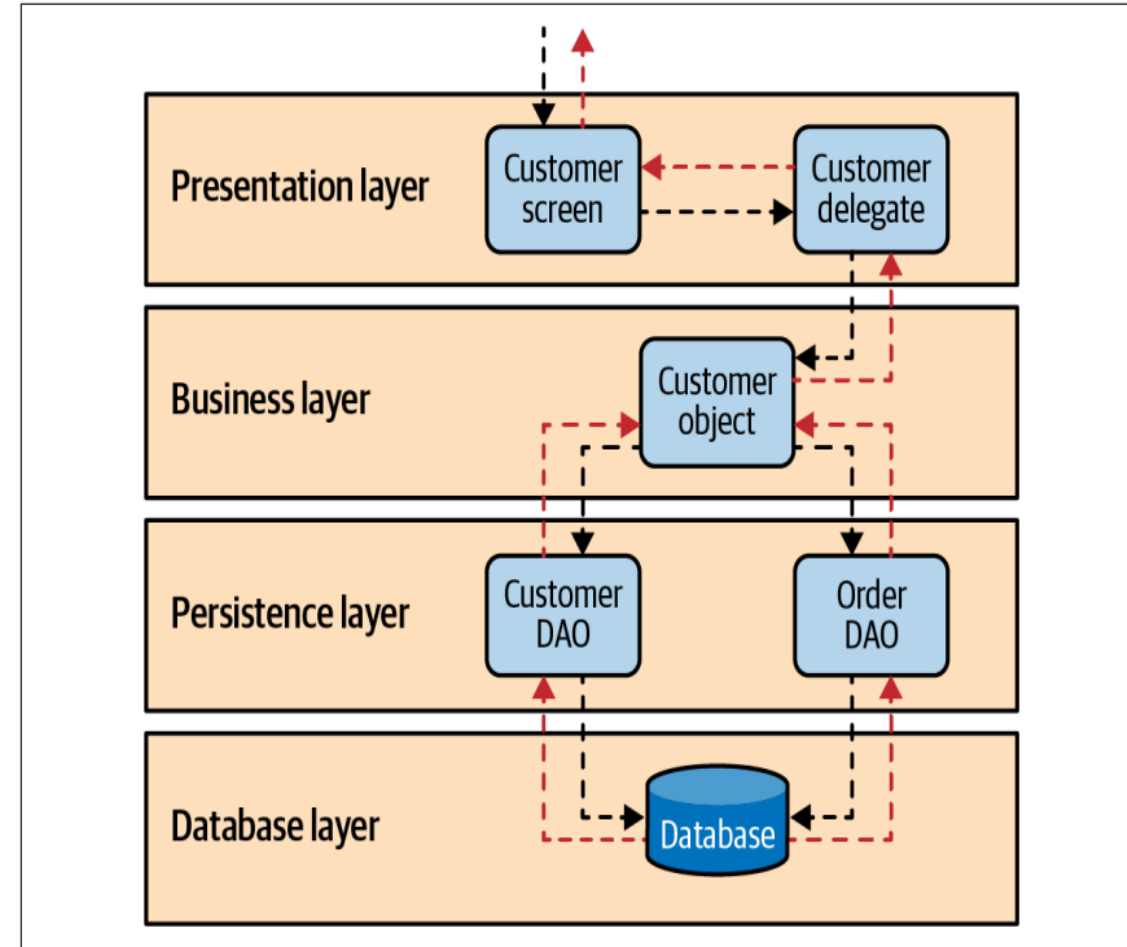 Presentation layer
Customer
screen
Customer
delegate
Business layer
Customer
object
Persistence layer
Customer
DAO
Order
DAO
Database layer
Database